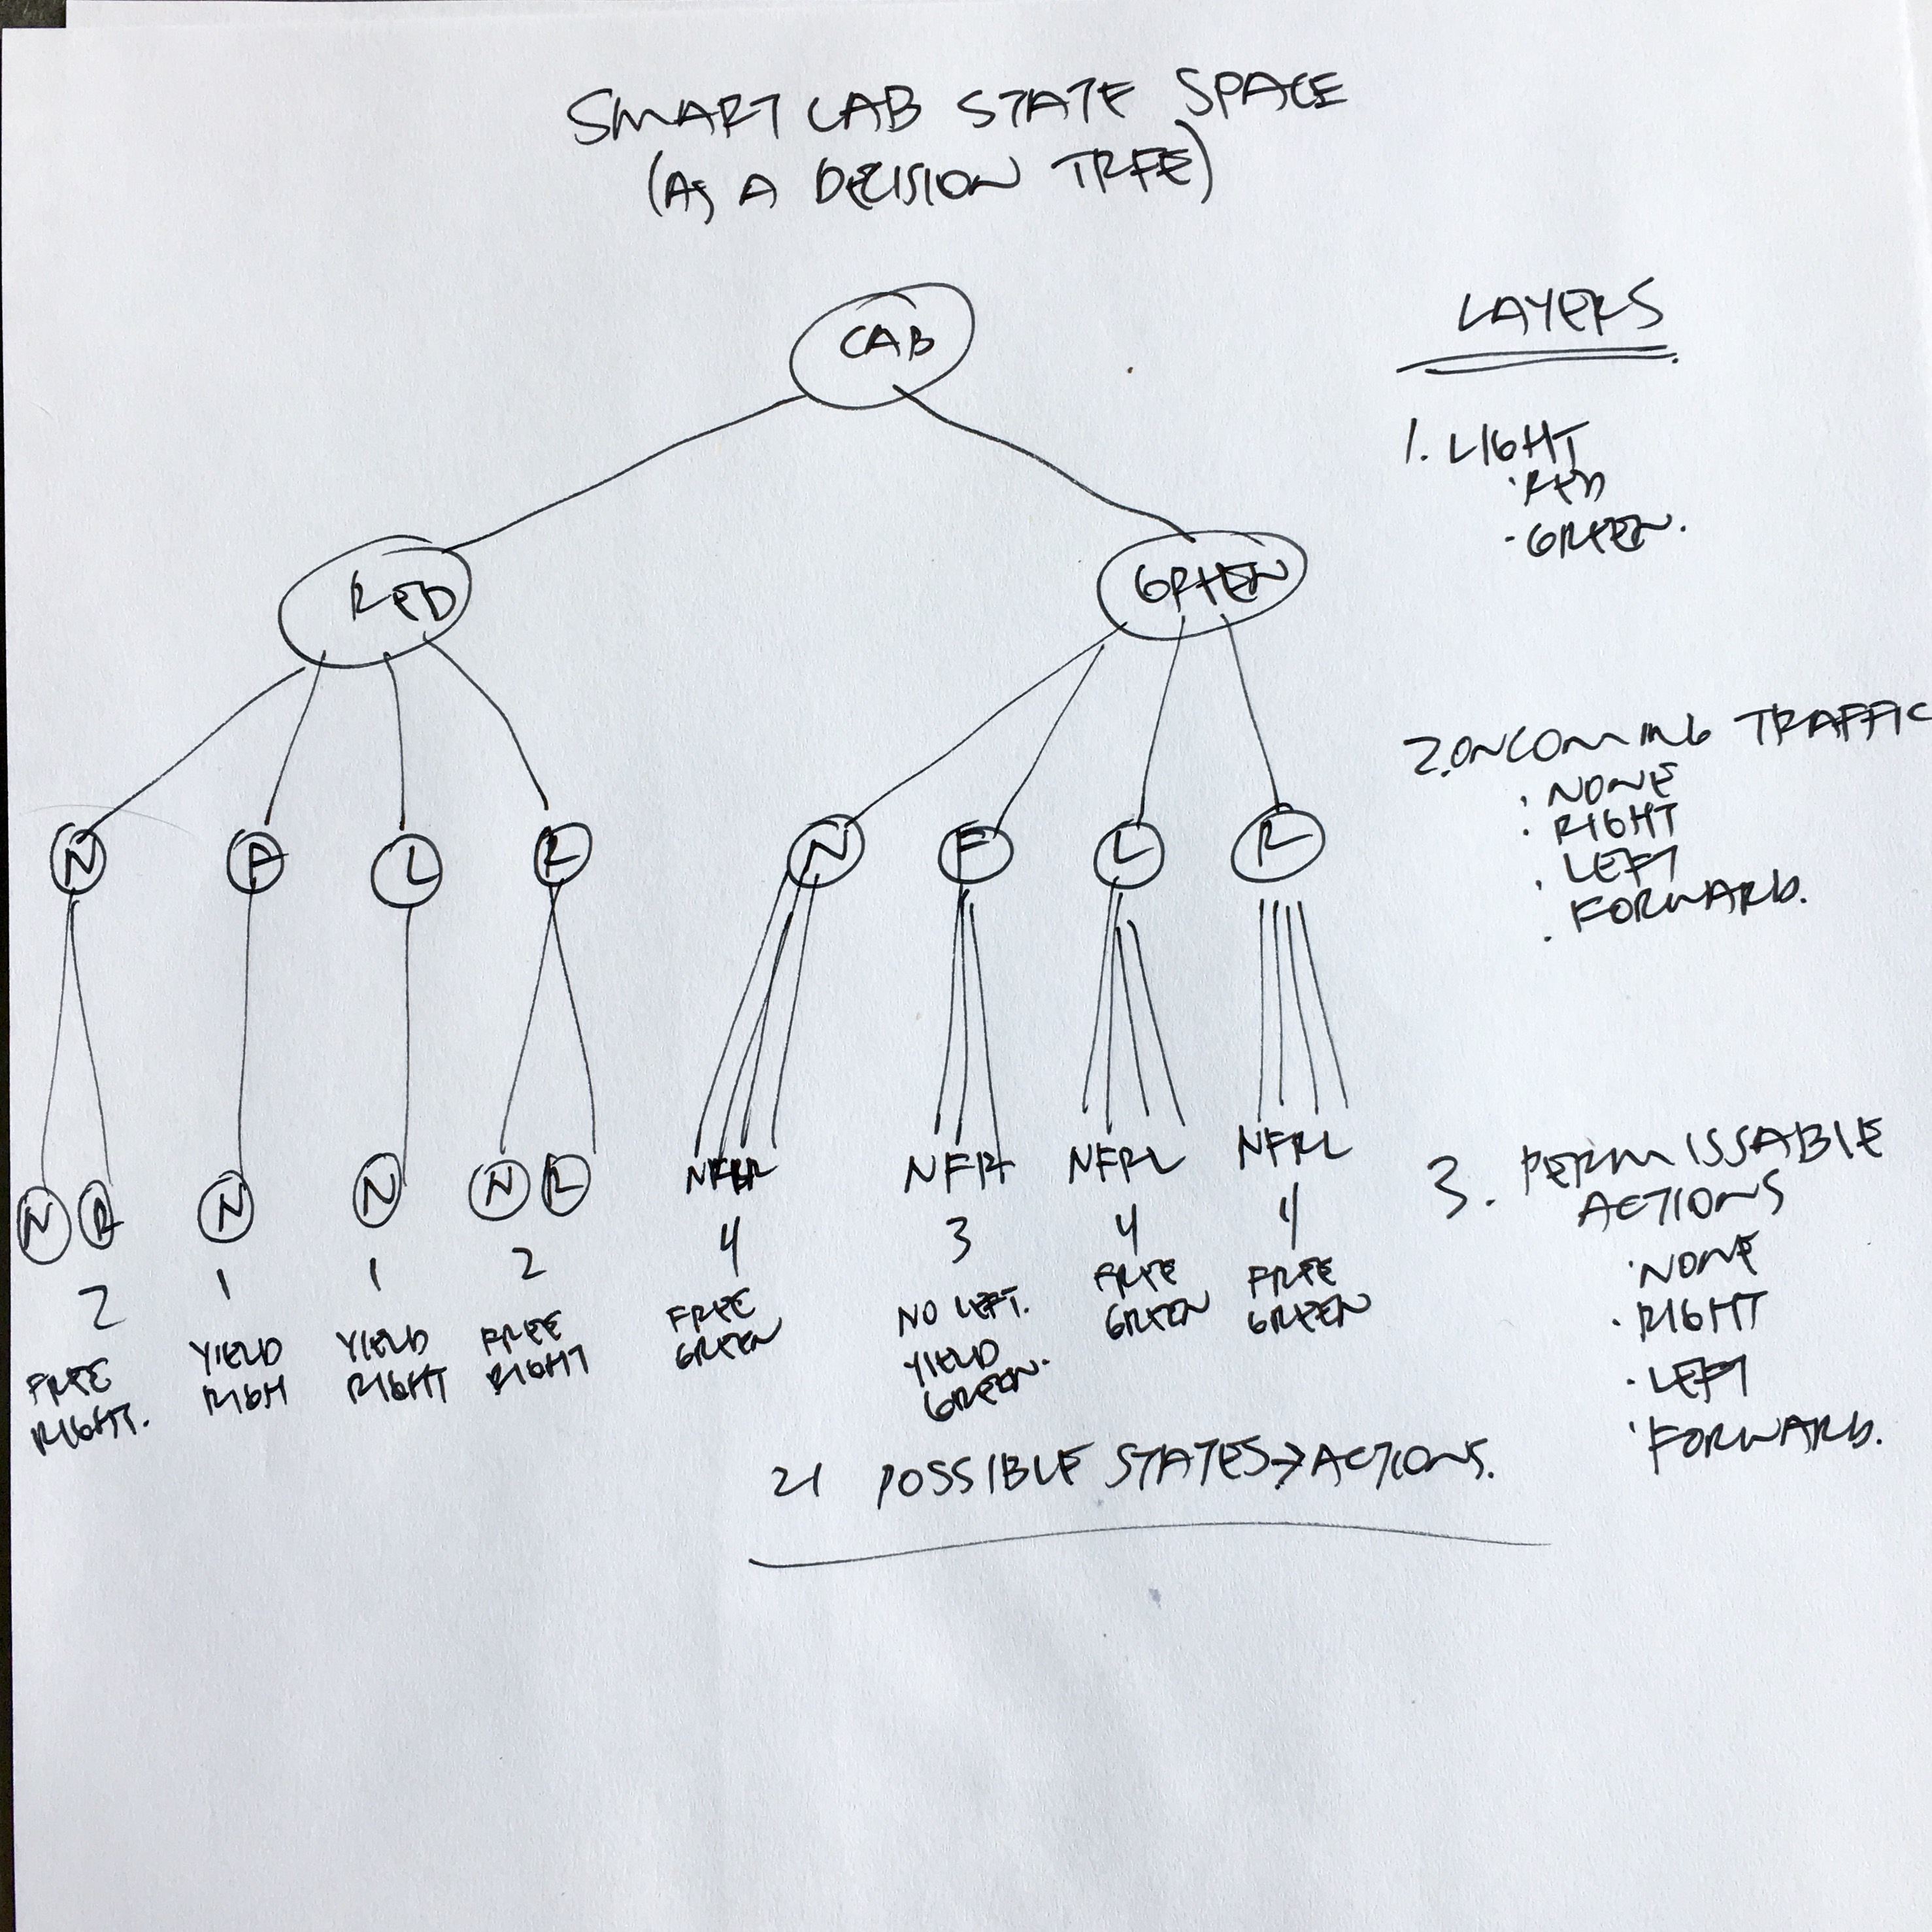 SMART CAB STATE SPACE
(AS A DECISION TREE)
CAB
LAYERS
1. LIGHT
· RED
- GREEN.
RED
GREEN
2. ONCOMING TRAFFIC
· NONE
· RIGHT
· LEFT
· FORWARD.
N F L R
N F L R
N R
N
N
N R
NFRL
NFR
NFRL
NFRL
3. PERMISSABLE
ACTIONS
· NONE
· RIGHT
· LEFT
· FORWARD.
2
FREE
RIGHT.
1
YIELD
RIGH
1
YIELD
RIGHT
2
FREE
RIGHT
4
FREE
GREEN
3
NO LEFT.
YIELD
GREEN.
4
FREE
GREEN
4
FREE
GREEN
21 POSSIBLE STATES→ACTIONS.